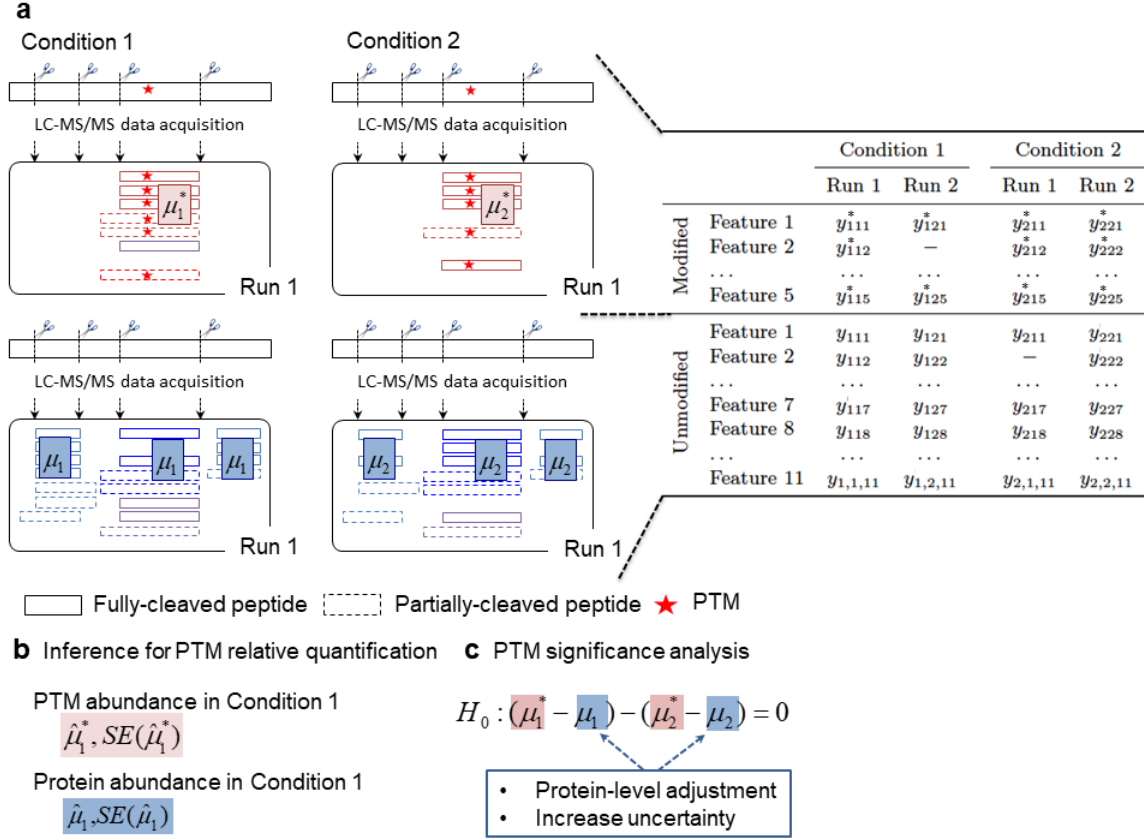 a
Condition 1
Condition 2
LC-MS/MS data acquisition
LC-MS/MS data acquisition
μ₁*
μ₂*
Run 1
Run 1
LC-MS/MS data acquisition
LC-MS/MS data acquisition
μ₁ μ₁ μ₁
μ₂ μ₂ μ₂
Run 1
Run 1
Condition 1 Condition 2
Run 1 Run 2 Run 1 Run 2
Modified
Feature 1 y*₁₁₁ y*₁₂₁ y*₂₁₁ y*₂₂₁
Feature 2 y*₁₁₂ – y*₂₁₂ y*₂₂₂
... ... ... ... ...
Feature 5 y*₁₁₅ y*₁₂₅ y*₂₁₅ y*₂₂₅
Unmodified
Feature 1 y₁₁₁ y₁₂₁ y₂₁₁ y₂₂₁
Feature 2 y₁₁₂ y₁₂₂ – y₂₂₂
... ... ... ... ...
Feature 7 y₁₁₇ y₁₂₇ y₂₁₇ y₂₂₇
Feature 8 y₁₁₈ y₁₂₈ y₂₁₈ y₂₂₈
... ... ... ... ...
Feature 11 y₁,₁,₁₁ y₁,₂,₁₁ y₂,₁,₁₁ y₂,₂,₁₁
Fully-cleaved peptide Partially-cleaved peptide ★ PTM
b Inference for PTM relative quantification
PTM abundance in Condition 1
μ̂₁*, SE(μ̂₁*)
Protein abundance in Condition 1
μ̂₁, SE(μ̂₁)
c PTM significance analysis
H₀ : (μ₁* − μ₁) − (μ₂* − μ₂) = 0
• Protein-level adjustment
• Increase uncertainty